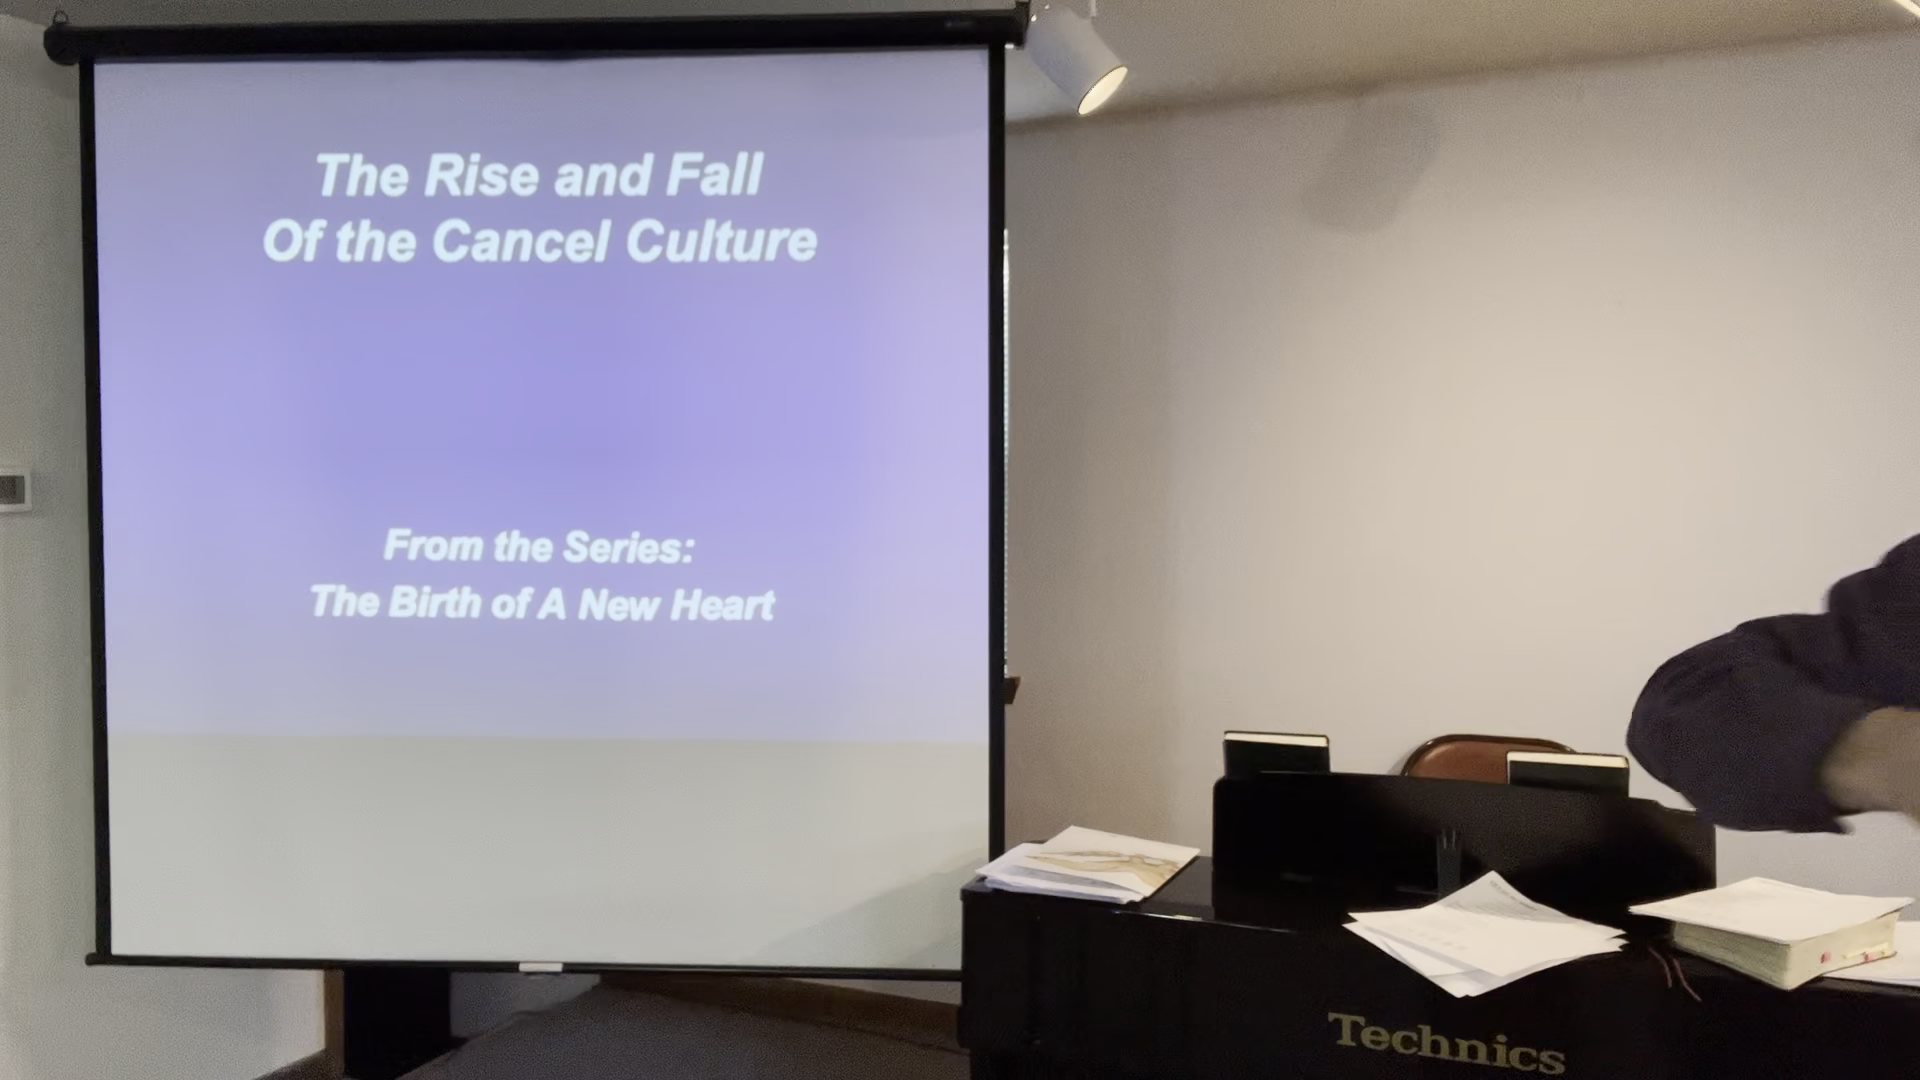 The Rise and Fall
Of the Cancel Culture
From the Series:
The Birth of A New Heart
Technics